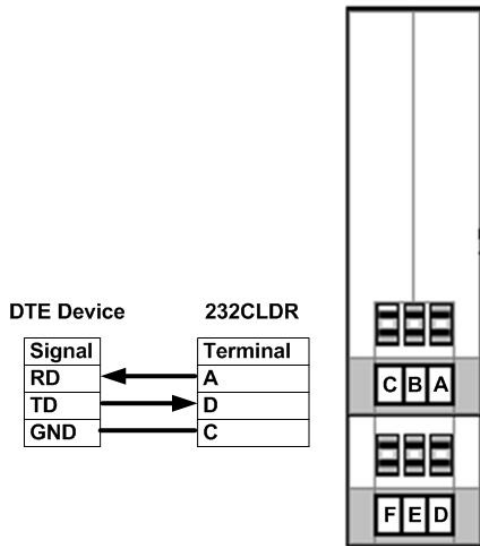 DTE Device 232CLDR
Signal Terminal
RD A
TD D
GND C
C B A
F E D